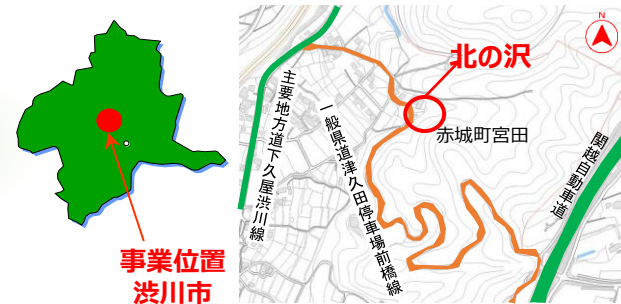 事業位置
渋川市
N
北の沢
赤城町宮田
主要地方道下久屋渋川線
一般県道津久田停車場前橋線
関越自動車道